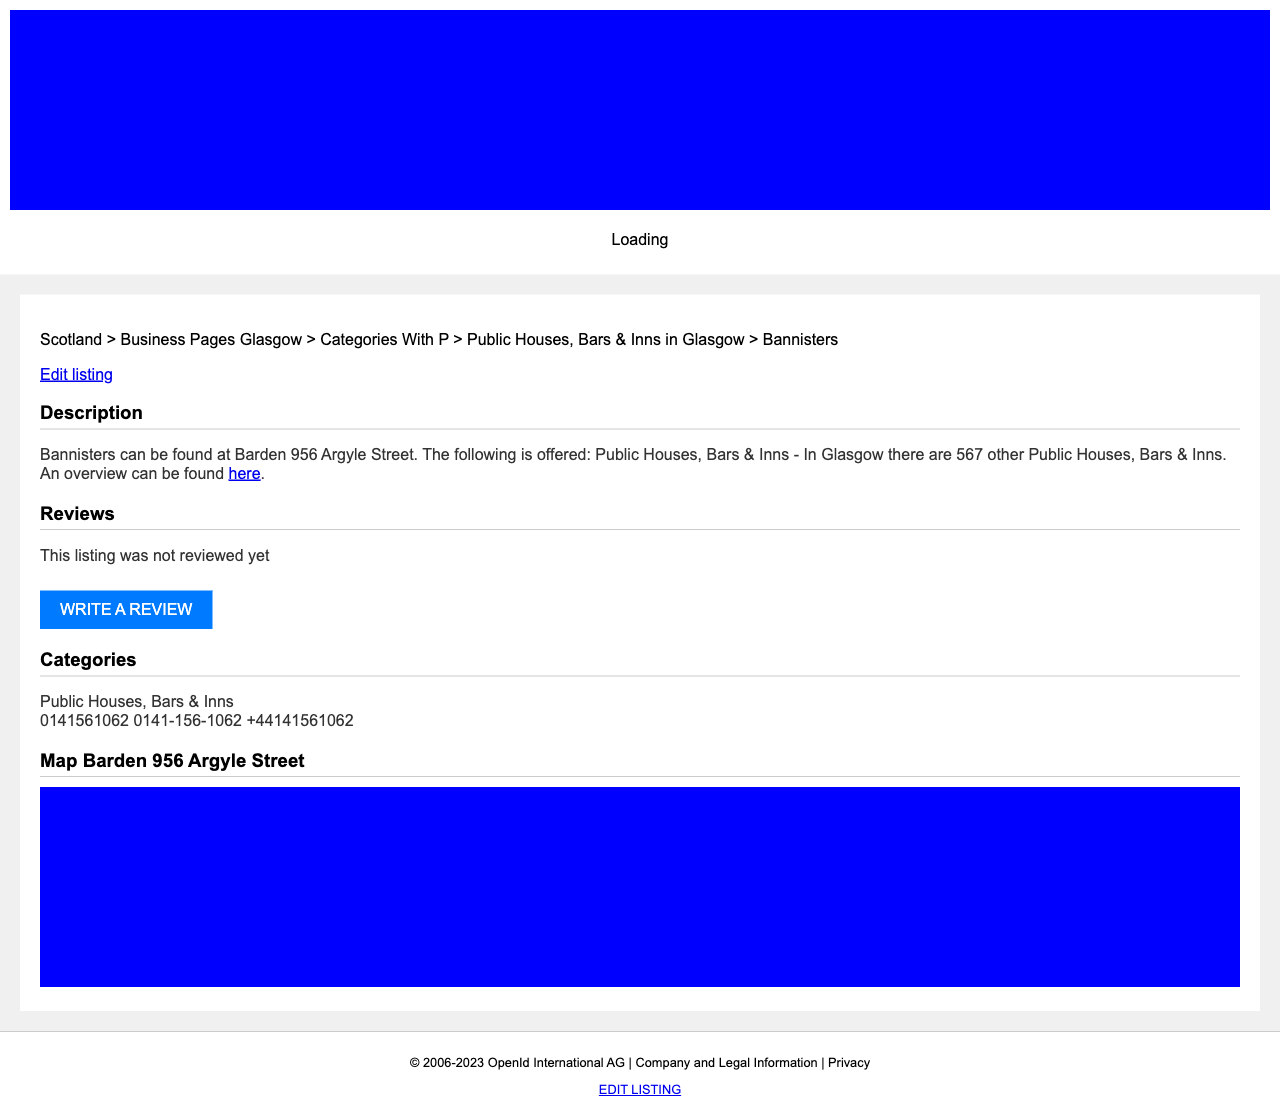 Loading
Scotland > Business Pages Glasgow > Categories With P > Public Houses, Bars & Inns in Glasgow > Bannisters
Edit listing
Description
Bannisters can be found at Barden 956 Argyle Street. The following is offered: Public Houses, Bars & Inns - In Glasgow there are 567 other Public Houses, Bars & Inns.
An overview can be found here.
Reviews
This listing was not reviewed yet
WRITE A REVIEW
Categories
Public Houses, Bars & Inns
0141561062 0141-156-1062 +44141561062
Map Barden 956 Argyle Street
© 2006-2023 OpenId International AG | Company and Legal Information | Privacy
EDIT LISTING